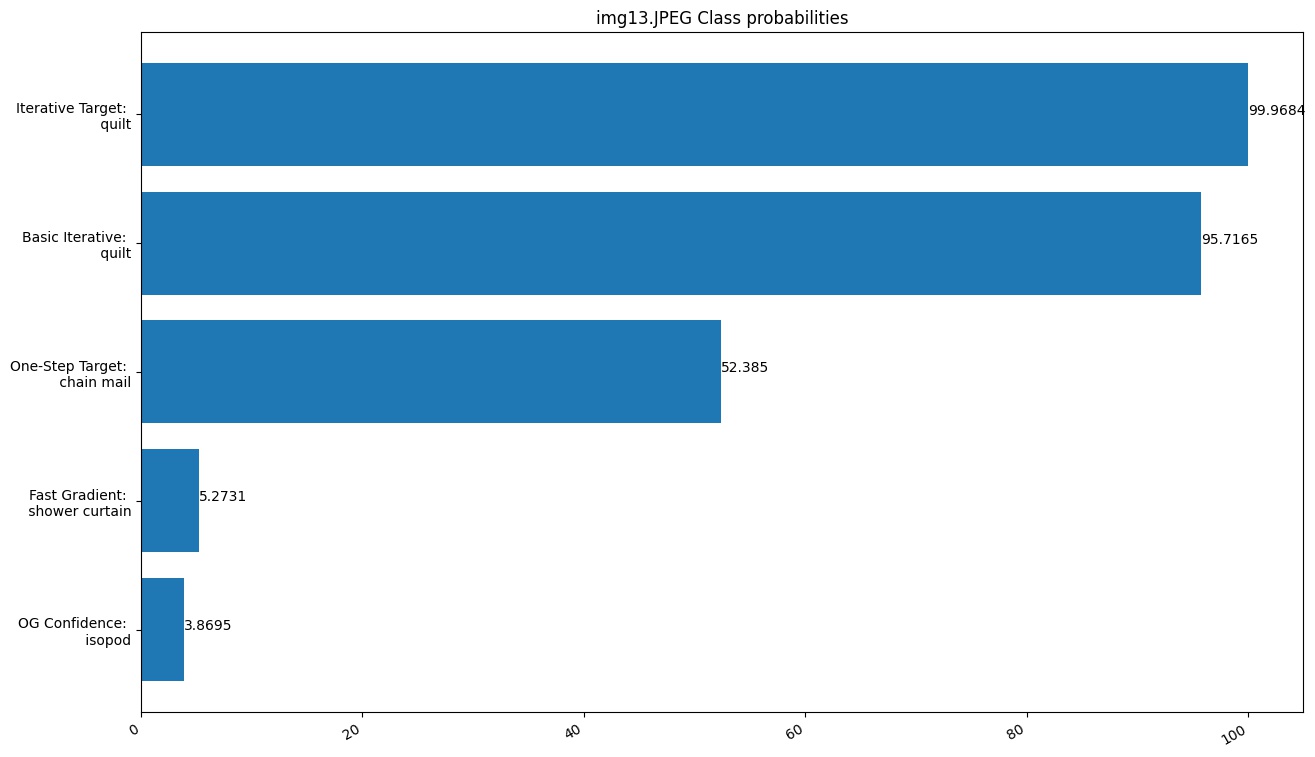 img13.JPEG Class probabilities
Iterative Target:
quilt
99.9684
Basic Iterative:
quilt
95.7165
One-Step Target:
chain mail
52.385
Fast Gradient:
shower curtain
5.2731
OG Confidence:
isopod
3.8695
0
20
40
60
80
100